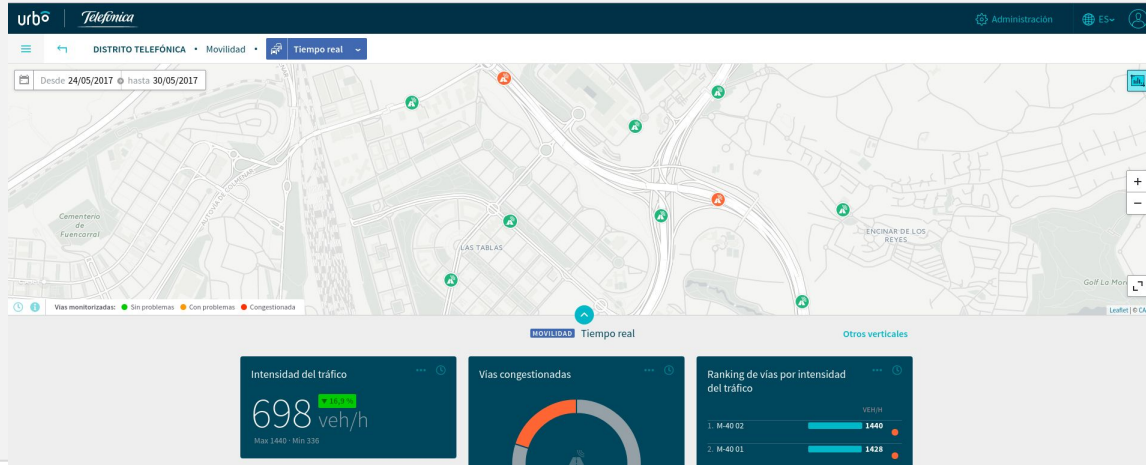 urbo
Telefónica
Administración
ES
DISTRITO TELEFÓNICA • Movilidad • Tiempo real
Desde 24/05/2017 hasta 30/05/2017
Cementerio
de
Fuencarral
LAS TABLAS
ENCINAR DE LOS
REYES
Golf La Mor
+
−
Vías monitorizadas: Sin problemas Con problemas Congestionada
Leaflet | © CA
MOVILIDAD Tiempo real
Otros verticales
Intensidad del tráfico
698 veh/h
▼ 16,9 %
Max 1440 · Min 336
Vías congestionadas
Ranking de vías por intensidad
del tráfico
VEH/H
1. M-40 02 1440
2. M-40 01 1428